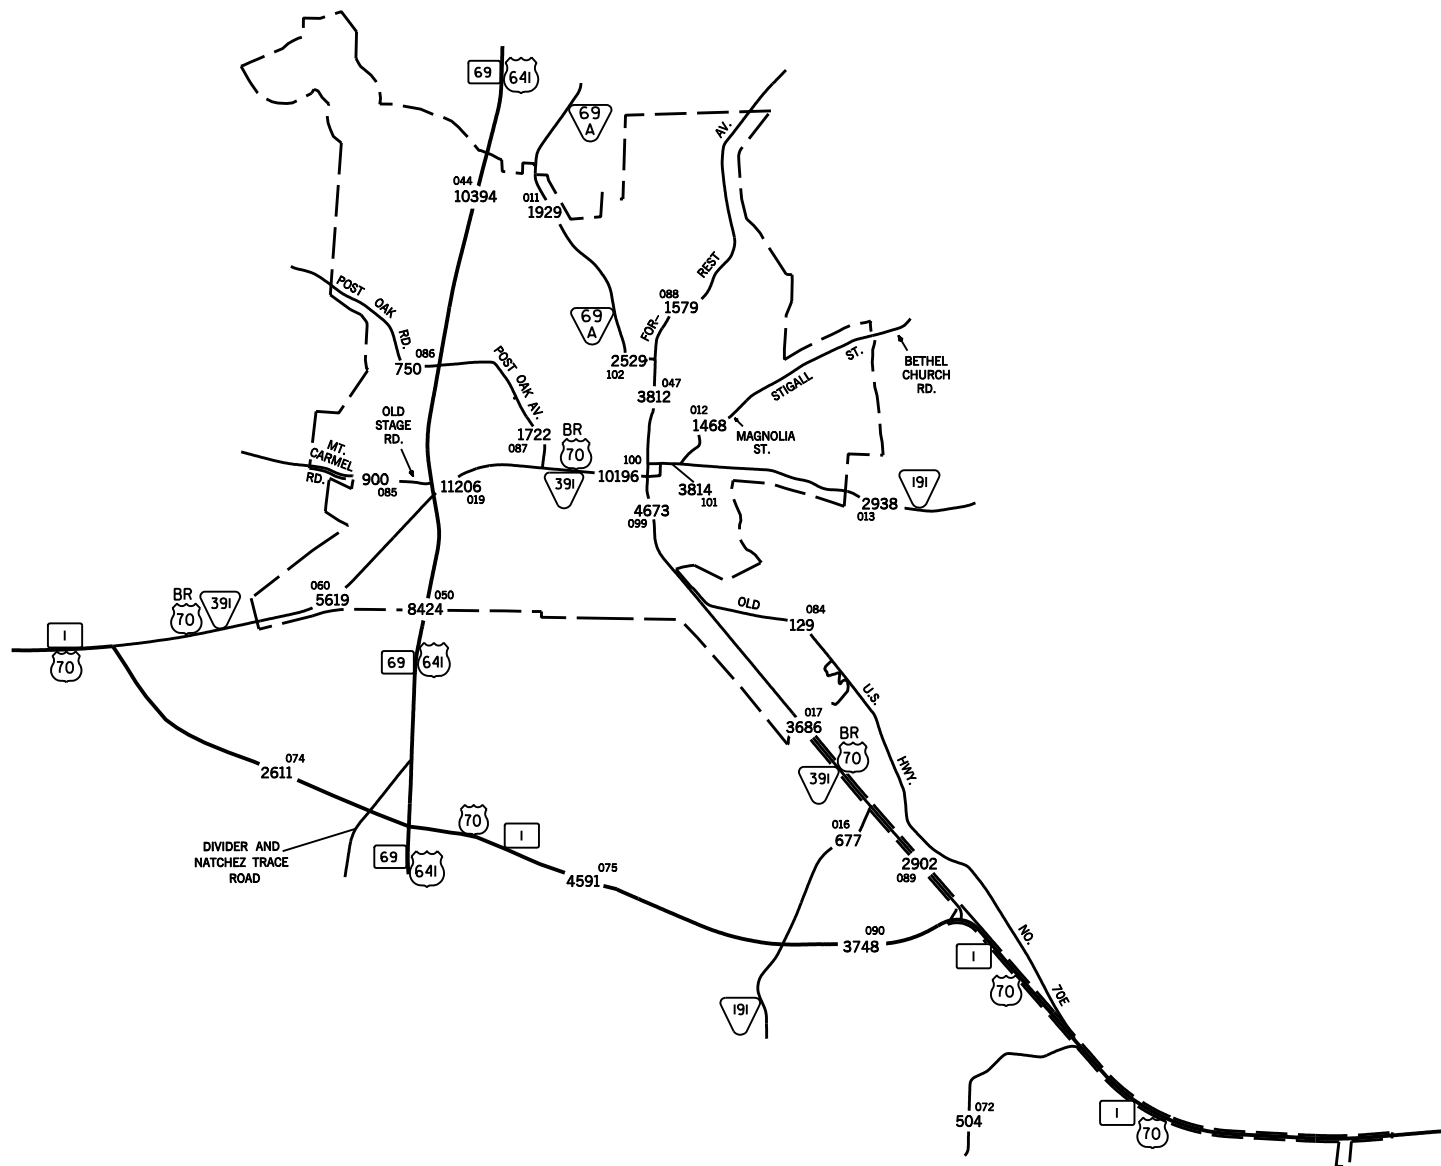 69
641
69
A
AV.
044
10394
011
1929
REST
POST OAK RD.
088
1579
69
A
FOR-
086
750
POST OAK AV.
2529
102
ST.
STIGALL
BETHEL
CHURCH
RD.
047
3812
012
1468
OLD
STAGE
RD.
MAGNOLIA
ST.
1722
087
BR
70
MT.
CARMEL
RD.
900
085
11206
019
391
100
10196
3814
101
191
2938
013
4673
099
060
5619
050
8424
BR
70
391
OLD
084
129
1
70
69
641
U.S.
017
3686
BR
70
391
HWY.
074
2611
70
1
016
677
DIVIDER AND
NATCHEZ TRACE
ROAD
69
641
2902
089
075
4591
090
3748
NO.
1
70
70E
191
072
504
1
70